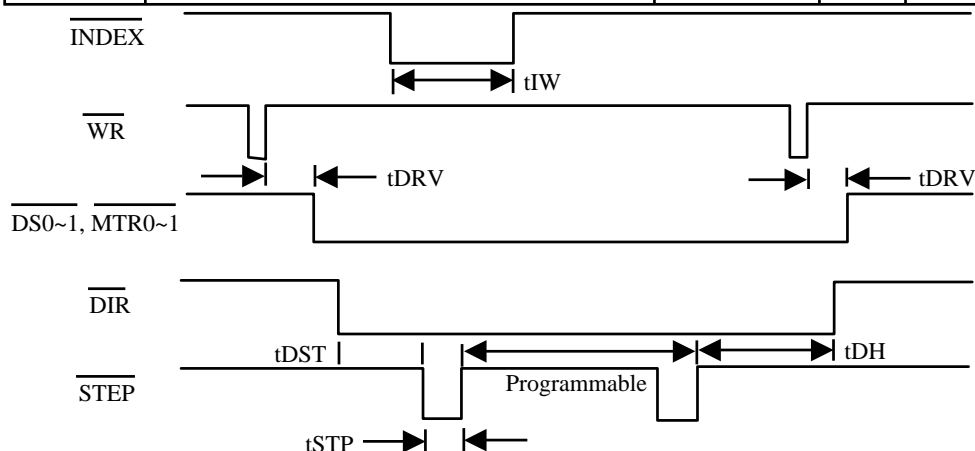 INDEX
tIW
WR
tDRV
tDRV
DS0~1, MTR0~1
DIR
tDST
tDH
Programmable
STEP
tSTP